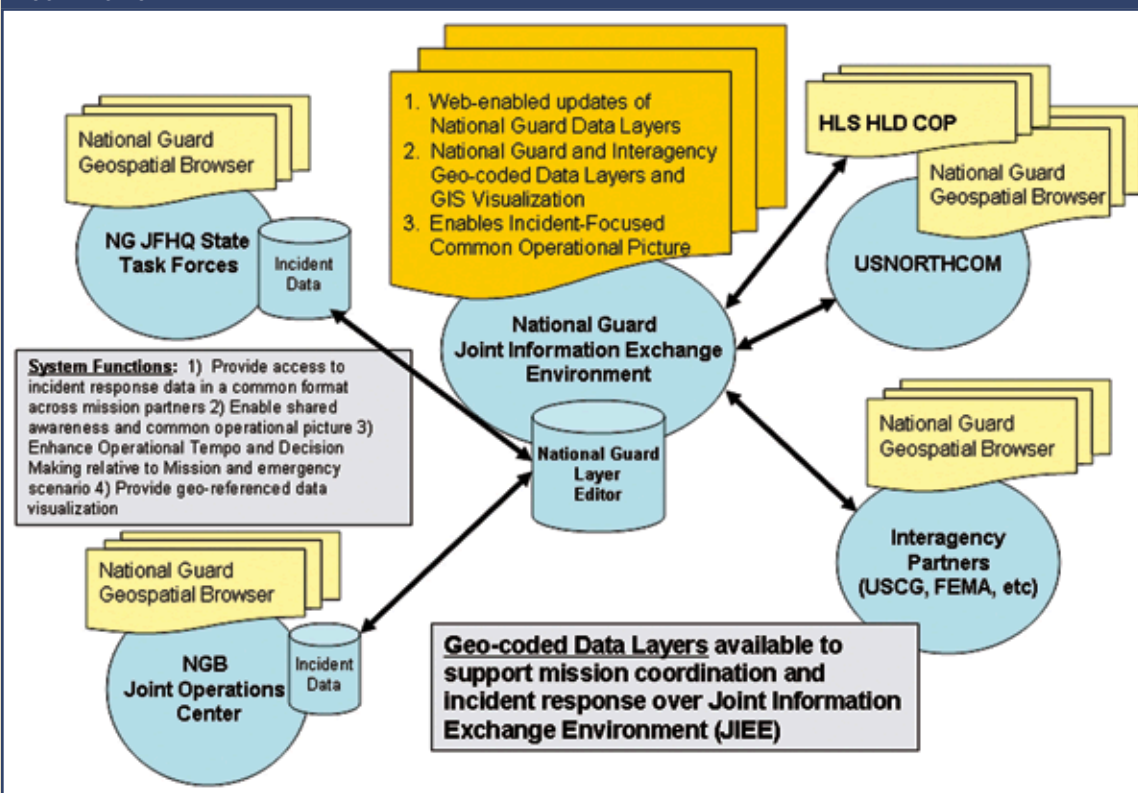 National Guard
Geospatial Browser
NG JFHQ State
Task Forces
Incident
Data
1. Web-enabled updates of
National Guard Data Layers
2. National Guard and Interagency
Geo-coded Data Layers and
GIS Visualization
3. Enables Incident-Focused
Common Operational Picture
National Guard
Joint Information Exchange
Environment
National Guard
Layer
Editor
HLS HLD COP
National Guard
Geospatial Browser
USNORTHCOM
System Functions: 1) Provide access to
incident response data in a common format
across mission partners 2) Enable shared
awareness and common operational picture 3)
Enhance Operational Tempo and Decision
Making relative to Mission and emergency
scenario 4) Provide geo-referenced data
visualization
National Guard
Geospatial Browser
Interagency
Partners
(USCG, FEMA, etc)
National Guard
Geospatial Browser
NGB
Joint Operations
Center
Incident
Data
Geo-coded Data Layers available to
support mission coordination and
incident response over Joint Information
Exchange Environment (JIEE)